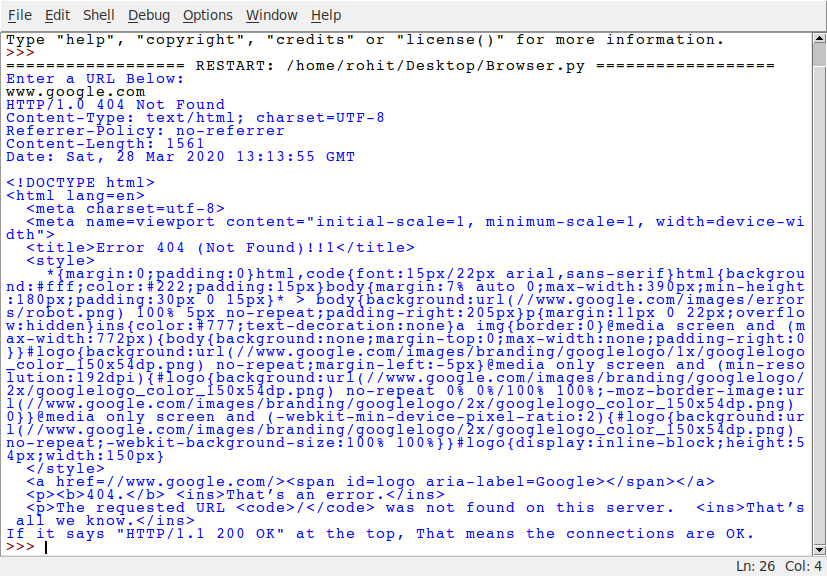 File Edit Shell Debug Options Window Help
Type "help", "copyright", "credits" or "license()" for more information.
>>>
================== RESTART: /home/rohit/Desktop/Browser.py ==================
Enter a URL Below:
www.google.com
HTTP/1.0 404 Not Found
Content-Type: text/html; charset=UTF-8
Referrer-Policy: no-referrer
Content-Length: 1561
Date: Sat, 28 Mar 2020 13:13:55 GMT

<!DOCTYPE html>
<html lang=en>
  <meta charset=utf-8>
  <meta name=viewport content="initial-scale=1, minimum-scale=1, width=device-wi
dth">
  <title>Error 404 (Not Found)!!1</title>
  <style>
    *{margin:0;padding:0}html,code{font:15px/22px arial,sans-serif}html{backgrou
nd:#fff;color:#222;padding:15px}body{margin:7% auto 0;max-width:390px;min-height
:180px;padding:30px 0 15px}* > body{background:url(//www.google.com/images/error
s/robot.png) 100% 5px no-repeat;padding-right:205px}p{margin:11px 0 22px;overflo
w:hidden}ins{color:#777;text-decoration:none}a img{border:0}@media screen and (m
ax-width:772px){body{background:none;margin-top:0;max-width:none;padding-right:0
}}#logo{background:url(//www.google.com/images/branding/googlelogo/1x/googlelogo
_color_150x54dp.png) no-repeat;margin-left:-5px}@media only screen and (min-reso
lution:192dpi){#logo{background:url(//www.google.com/images/branding/googlelogo/
2x/googlelogo_color_150x54dp.png) no-repeat 0% 0%/100% 100%;-moz-border-image:ur
l(//www.google.com/images/branding/googlelogo/2x/googlelogo_color_150x54dp.png) 
0}}@media only screen and (-webkit-min-device-pixel-ratio:2){#logo{background:ur
l(//www.google.com/images/branding/googlelogo/2x/googlelogo_color_150x54dp.png) 
no-repeat;-webkit-background-size:100% 100%}}#logo{display:inline-block;height:5
4px;width:150px}
  </style>
  <a href=//www.google.com/><span id=logo aria-label=Google></span></a>
  <p><b>404.</b> <ins>That’s an error.</ins>
  <p>The requested URL <code>/</code> was not found on this server.  <ins>That’s
 all we know.</ins>
If it says "HTTP/1.1 200 OK" at the top, That means the connections are OK.
>>>
Ln: 26 Col: 4